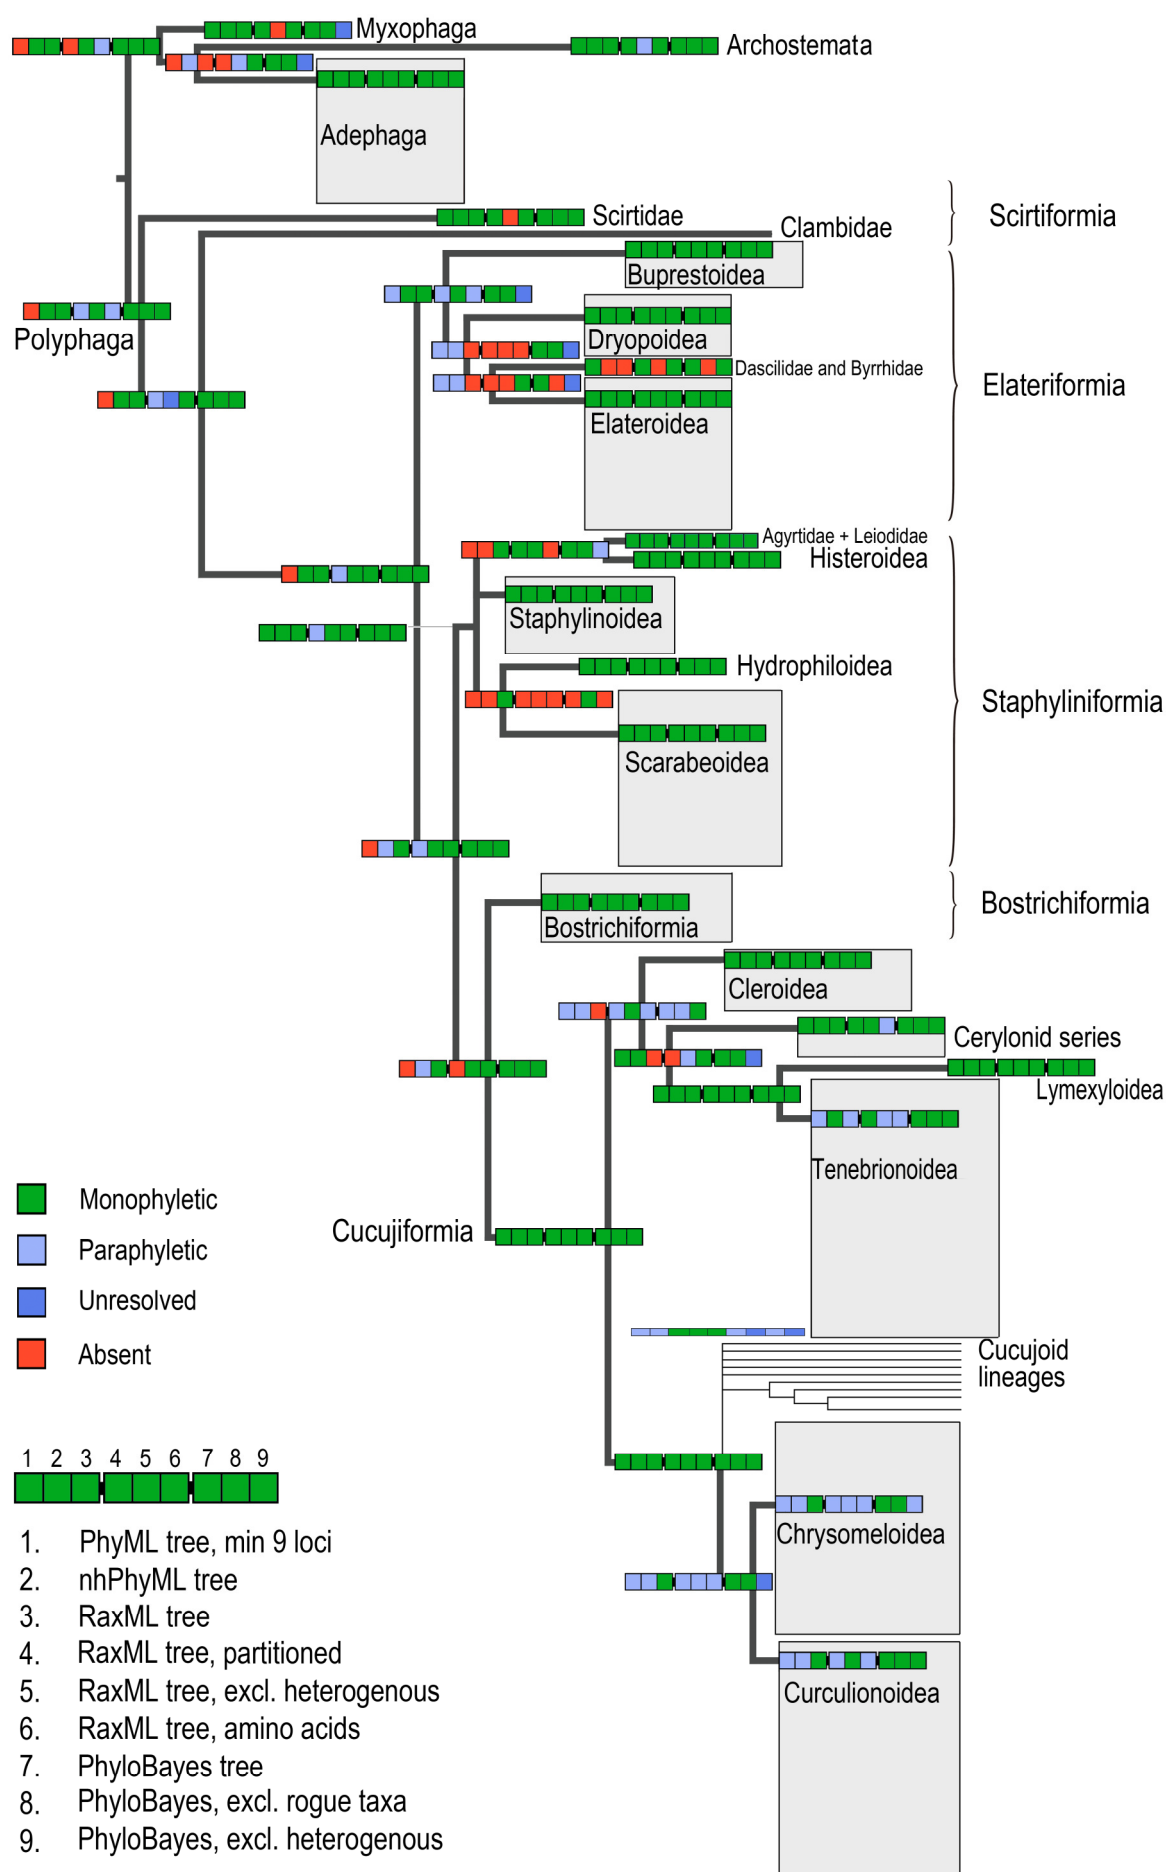 Myxophaga
Archostemata
Adephaga
Scirtidae
Scirtiformia
Clambidae
Buprestoidea
Polyphaga
Dryopoidea
Dascilidae and Byrrhidae
Elateriformia
Elateroidea
Agyrtidae + Leiodidae
Histeroidea
Staphylinoidea
Hydrophiloidea
Staphyliniformia
Scarabeoidea
Bostrichiformia
Bostrichiformia
Cleroidea
Cerylonid series
Lymexyloidea
Tenebrionoidea
Monophyletic
Cucujiformia
Paraphyletic
Unresolved
Absent
Cucujoid
lineages
1 2 3 4 5 6 7 8 9
Chrysomeloidea
1. PhyML tree, min 9 loci
2. nhPhyML tree
3. RaxML tree
4. RaxML tree, partitioned
5. RaxML tree, excl. heterogenous
6. RaxML tree, amino acids
7. PhyloBayes tree
8. PhyloBayes, excl. rogue taxa
9. PhyloBayes, excl. heterogenous
Curculionoidea